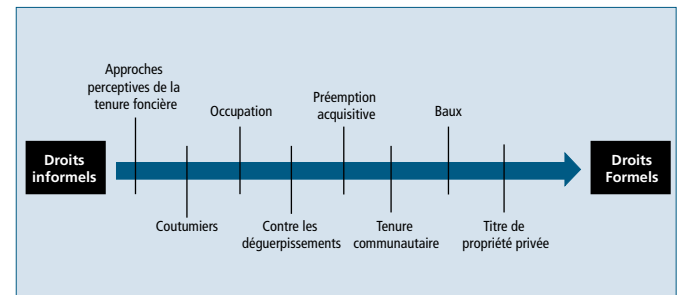 Approches
perceptives de la
tenure foncière
Occupation
Préemption
acquisitive
Baux
Droits
informels
Droits
Formels
Coutumiers
Contre les
déguerpissements
Tenure
communautaire
Titre de
propriété privée